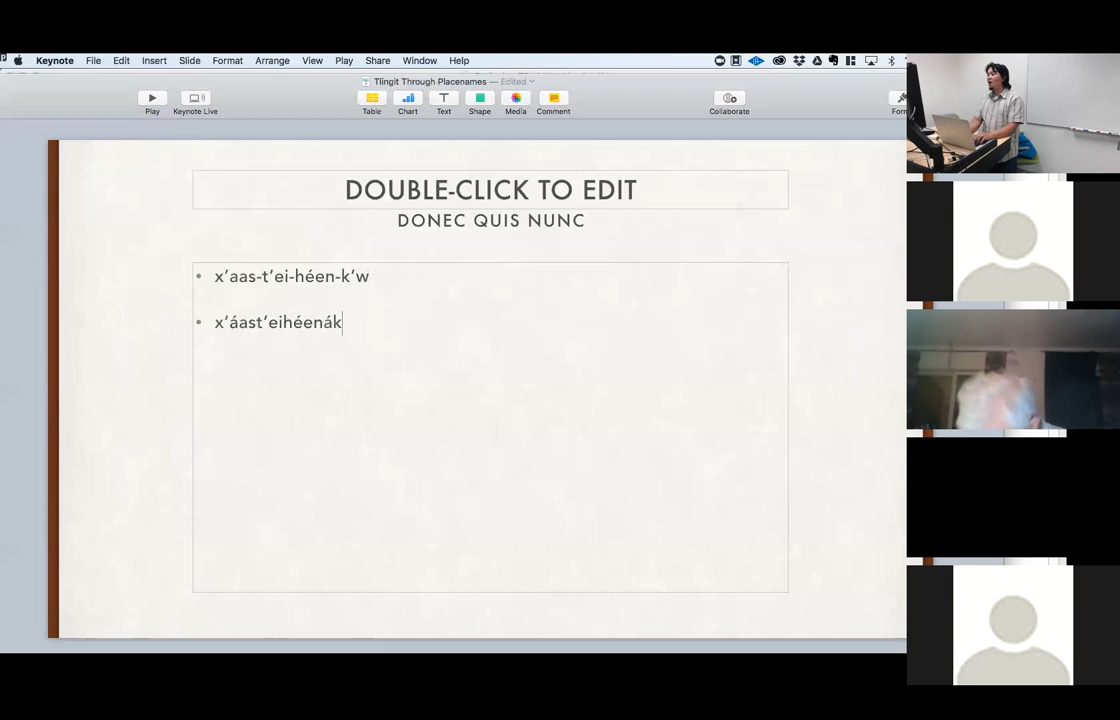 Keynote File Edit Insert Slide Format Arrange View Play Share Window Help
Tlingit Through Placenames — Edited
Play Keynote Live Table Chart Text Shape Media Comment Collaborate
DOUBLE-CLICK TO EDIT
DONEC QUIS NUNC
• x’aas-t’ei-héen-k’w
• x’áast’eihéenák